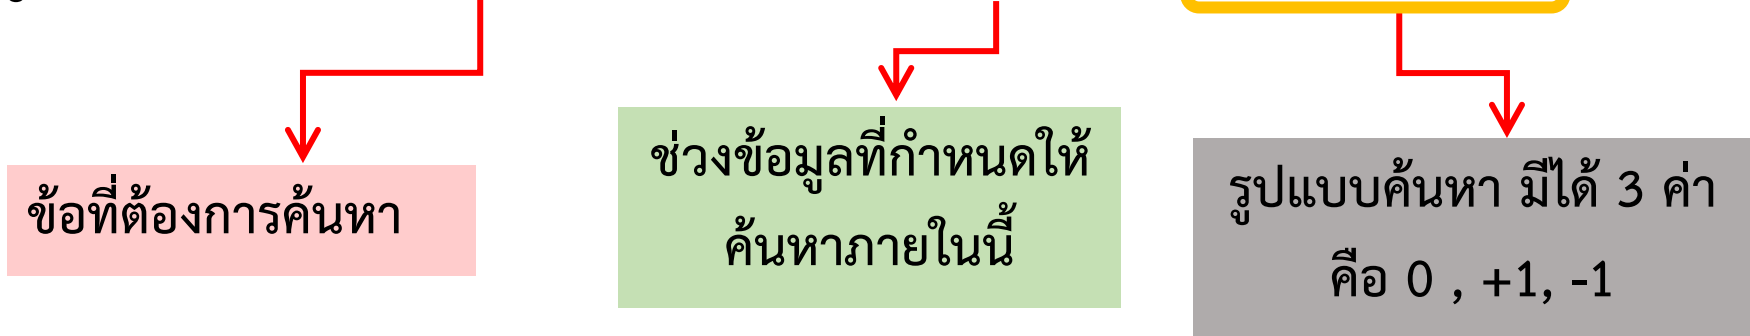 ข้อที่ต้องการค้นหา
ช่วงข้อมูลที่กำหนดให้
ค้นหาภายในนี้
รูปแบบค้นหา มีได้ 3 ค่า
คือ 0 , +1, -1